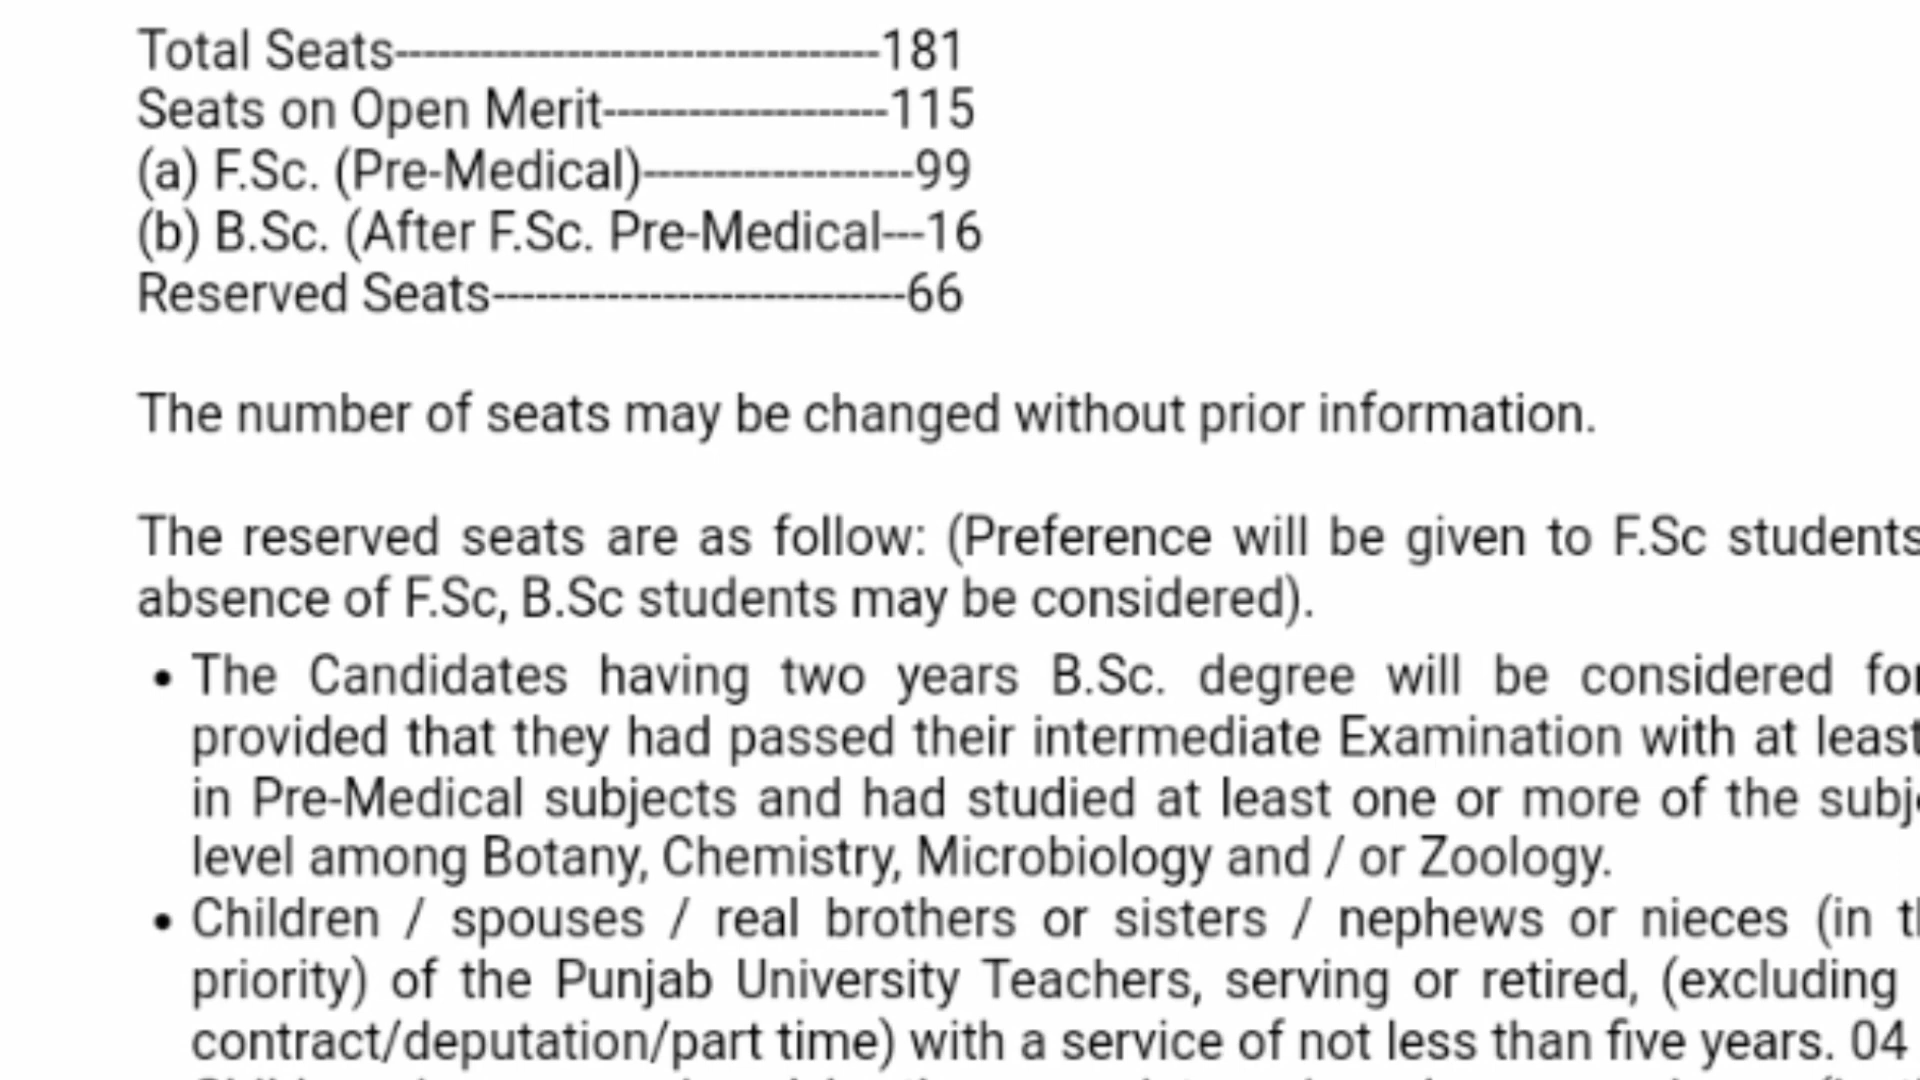 Total Seats----------------------------------181
Seats on Open Merit--------------------115
(a) F.Sc. (Pre-Medical)-------------------99
(b) B.Sc. (After F.Sc. Pre-Medical---16
Reserved Seats-----------------------------66
The number of seats may be changed without prior information.
The reserved seats are as follow: (Preference will be given to F.Sc students
absence of F.Sc, B.Sc students may be considered).
• The Candidates having two years B.Sc. degree will be considered for
provided that they had passed their intermediate Examination with at least
in Pre-Medical subjects and had studied at least one or more of the
level among Botany, Chemistry, Microbiology and / or Zoology.
• Children / spouses / real brothers or sisters / nephews or nieces (in
priority) of the Punjab University Teachers, serving or retired, (excluding
contract/deputation/part time) with a service of not less than five years. 04